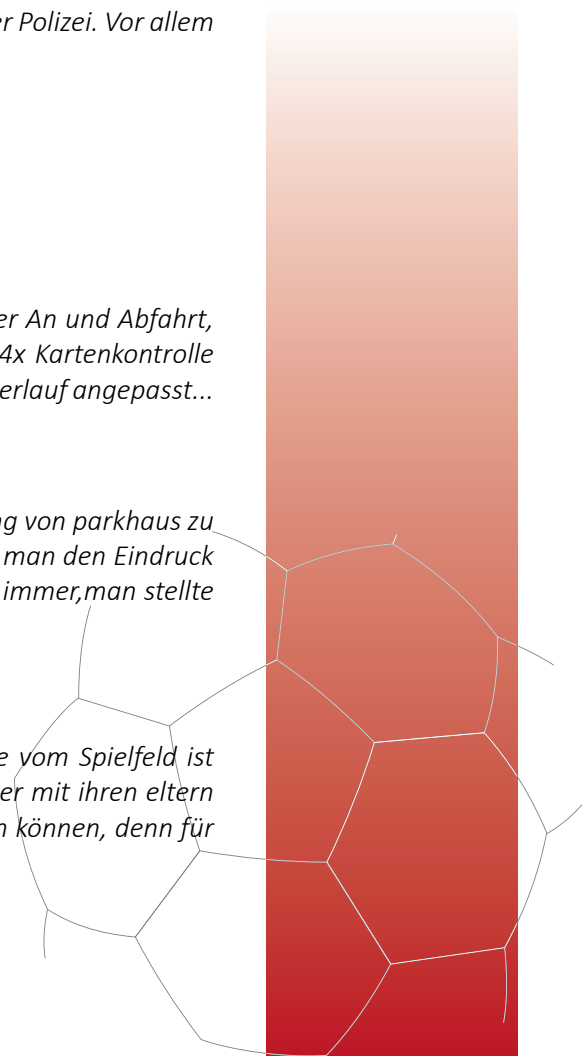 er Polizei. Vor allem
er An und Abfahrt,
4x Kartenkontrolle
erlauf angepasst...
ng von parkhaus zu
man den Eindruck
immer,man stellte
e vom Spielfeld ist
er mit ihren eltern
n können, denn für